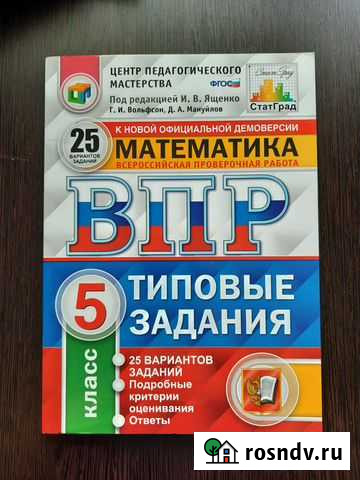 ЦЕНТР ПЕДАГОГИЧЕСКОГО
МАСТЕРСТВА
ФГОС
Под редакцией И. В. Ященко
Г. И. Вольфсон, Д. А. Мануйлов
СтатГрад
К НОВОЙ ОФИЦИАЛЬНОЙ ДЕМОВЕРСИИ
25
ВАРИАНТОВ
ЗАДАНИЙ
МАТЕМАТИКА
ВСЕРОССИЙСКАЯ ПРОВЕРОЧНАЯ РАБОТА
ВПР
5
КЛАСС
ТИПОВЫЕ
ЗАДАНИЯ
25 ВАРИАНТОВ
ЗАДАНИЙ
Подробные
критерии
оценивания
Ответы
rosndv.ru